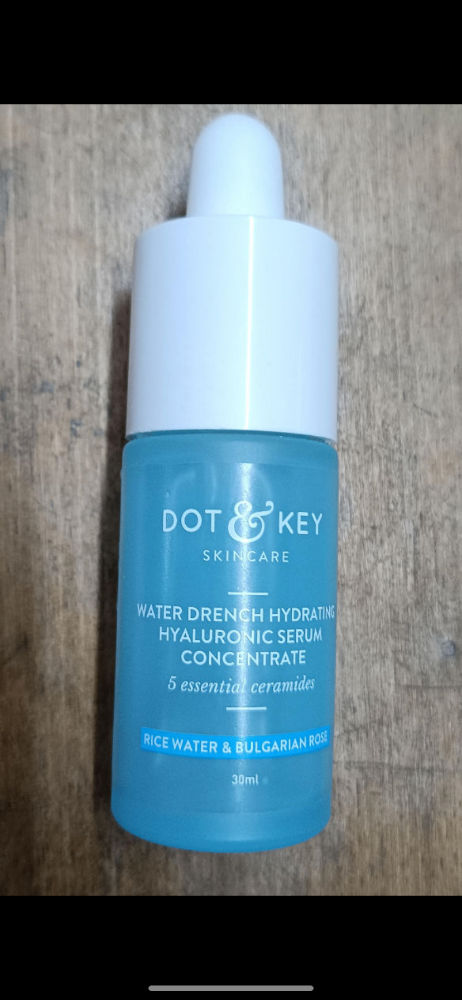 DOT & KEY
SKINCARE
WATER DRENCH HYDRATING
HYALURONIC SERUM
CONCENTRATE
5 essential ceramides
RICE WATER & BULGARIAN ROSE
30ml